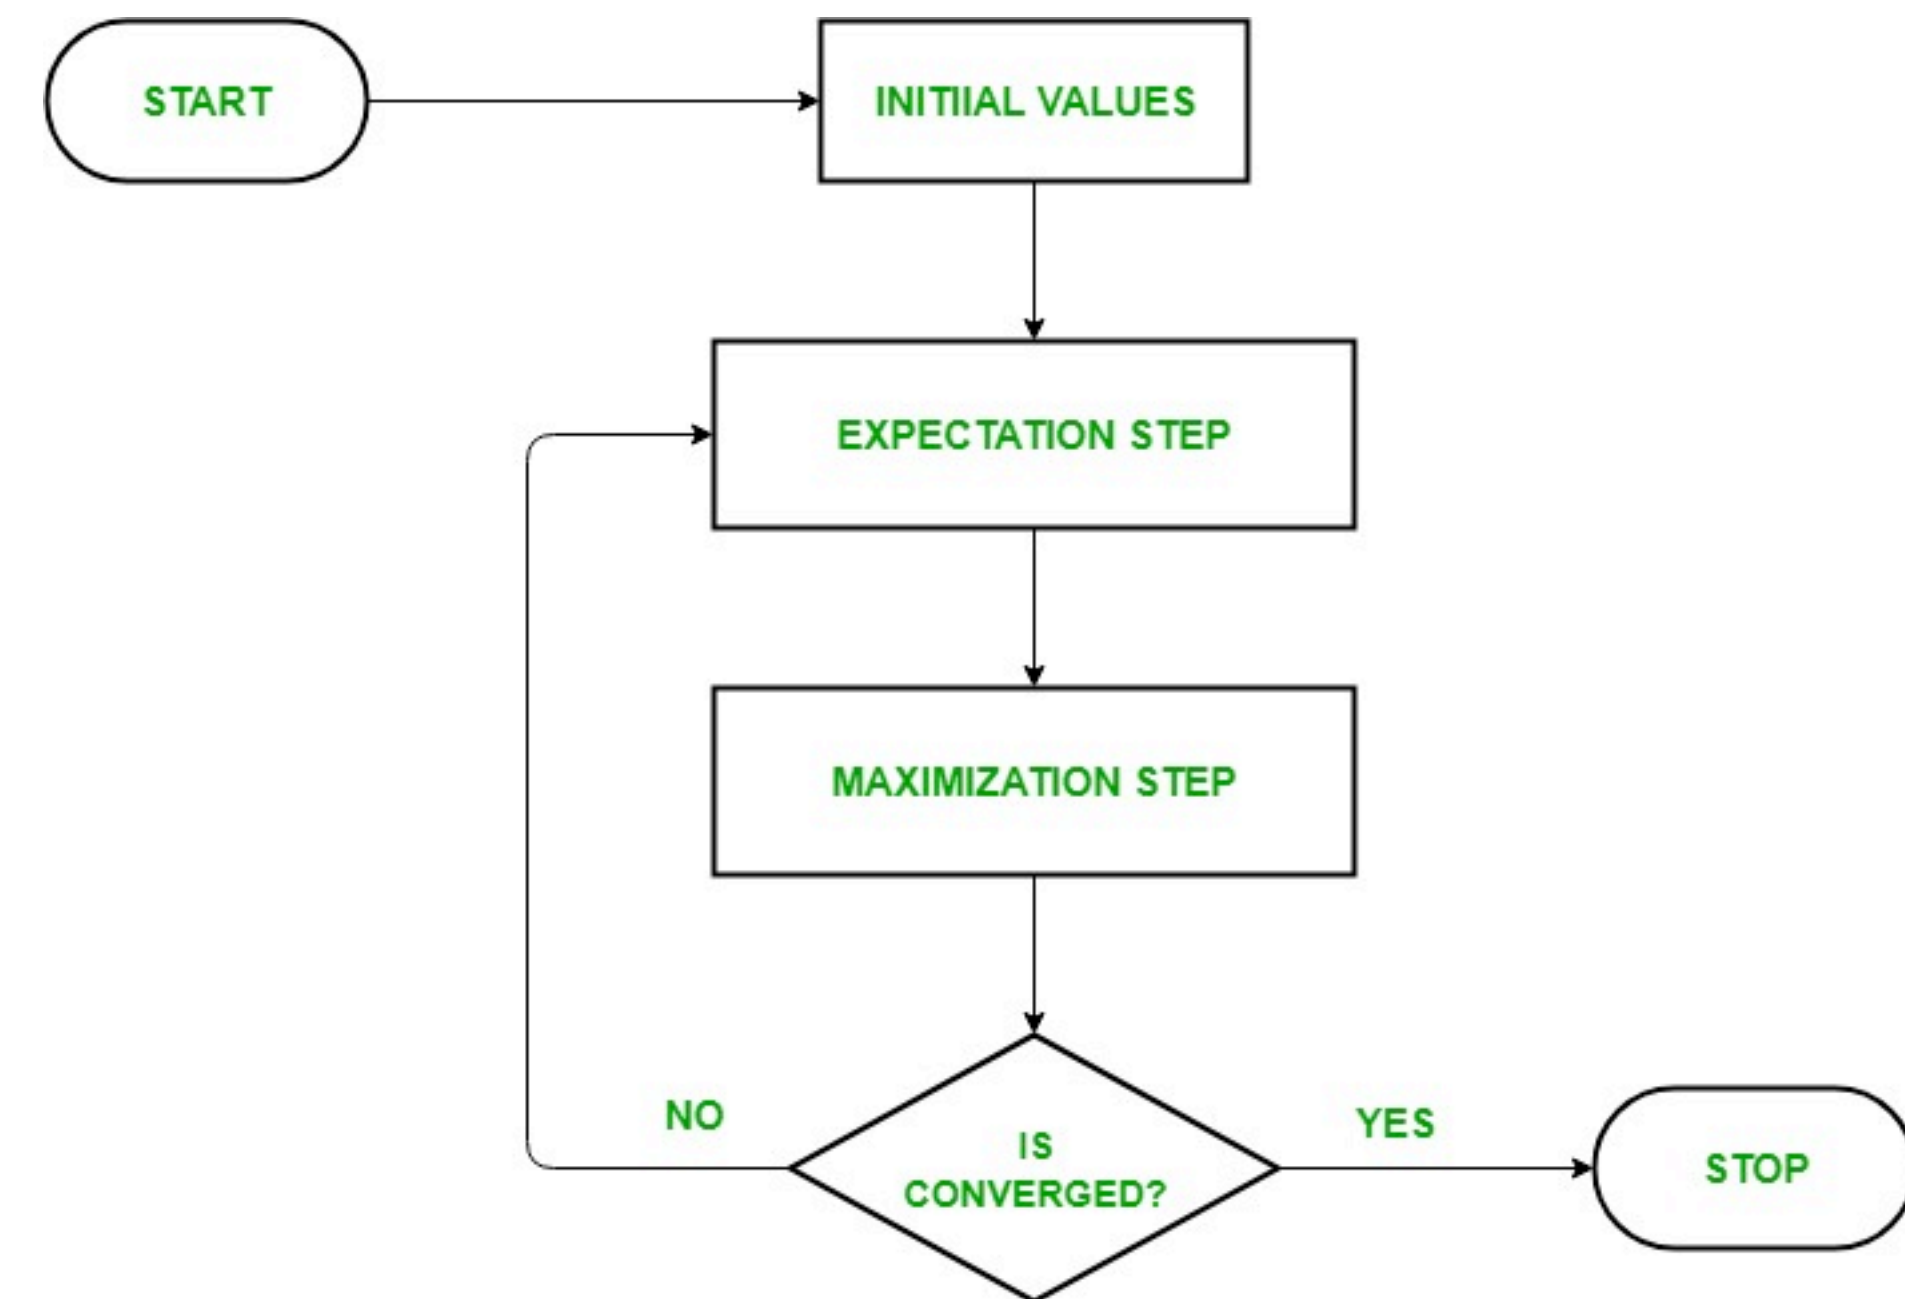 START
INITIIAL VALUES
EXPECTATION STEP
MAXIMIZATION STEP
NO
IS
CONVERGED?
YES
STOP